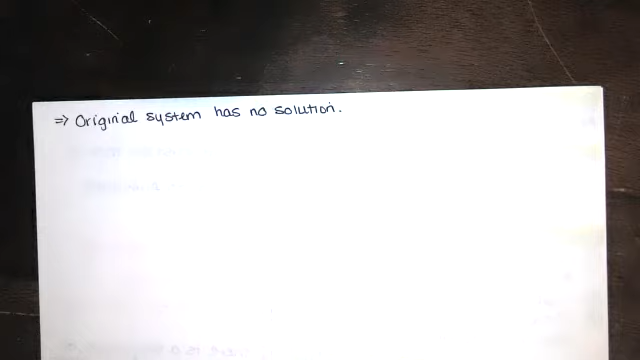 ⇒ Original system has no solution.